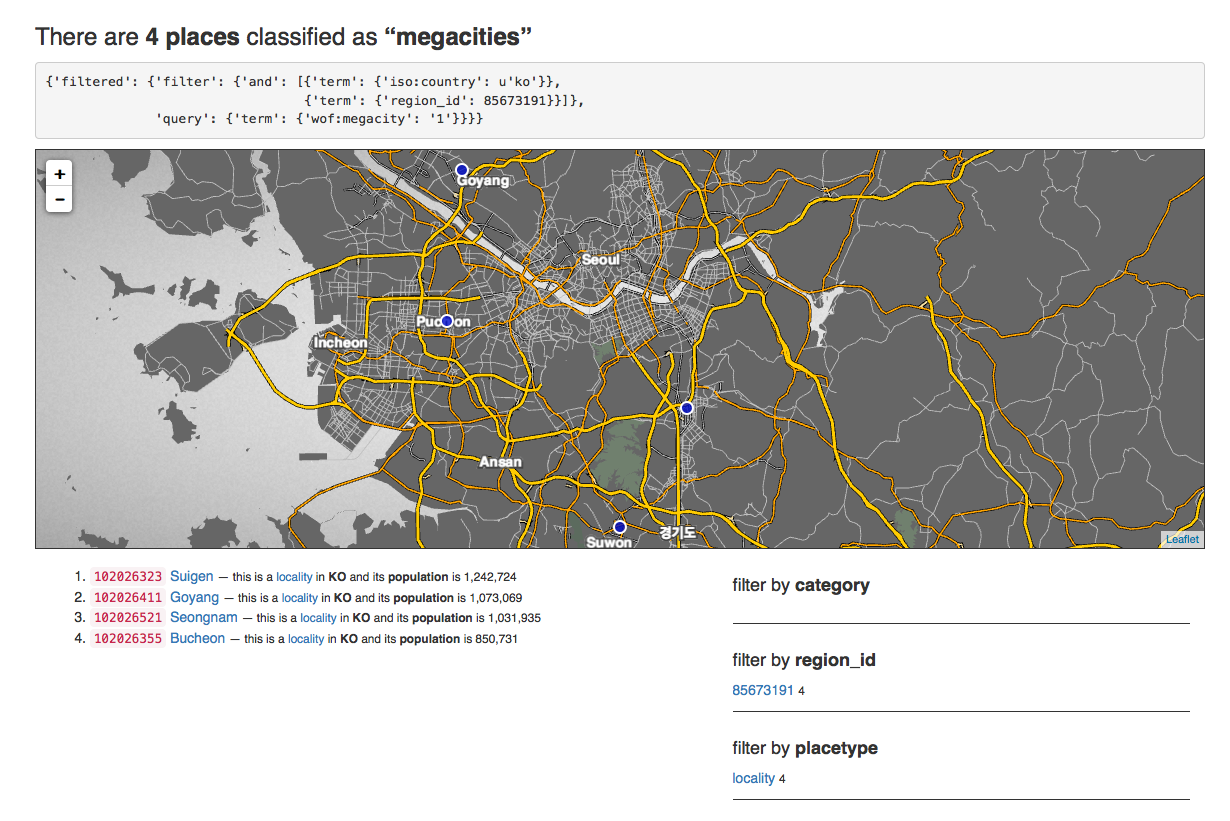 There are 4 places classified as “megacities”
{'filtered': {'filter': {'and': [{'term': {'iso:country': u'ko'}},
{'term': {'region_id': 85673191}}]},
'query': {'term': {'wof:megacity': '1'}}}}
+
−
Goyang
Seoul
Puc on
Incheon
Ansan
경기도
Suwon
Leaflet
1. 102026323 Suigen — this is a locality in KO and its population is 1,242,724
2. 102026411 Goyang — this is a locality in KO and its population is 1,073,069
3. 102026521 Seongnam — this is a locality in KO and its population is 1,031,935
4. 102026355 Bucheon — this is a locality in KO and its population is 850,731
filter by category
filter by region_id
85673191 4
filter by placetype
locality 4